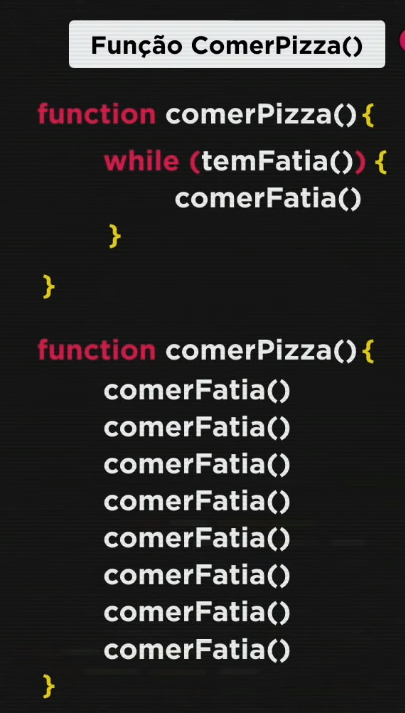 Função ComerPizza()
function comerPizza(){
while (temFatia()) {
comerFatia()
}
}
function comerPizza(){
comerFatia()
comerFatia()
comerFatia()
comerFatia()
comerFatia()
comerFatia()
comerFatia()
comerFatia()
}